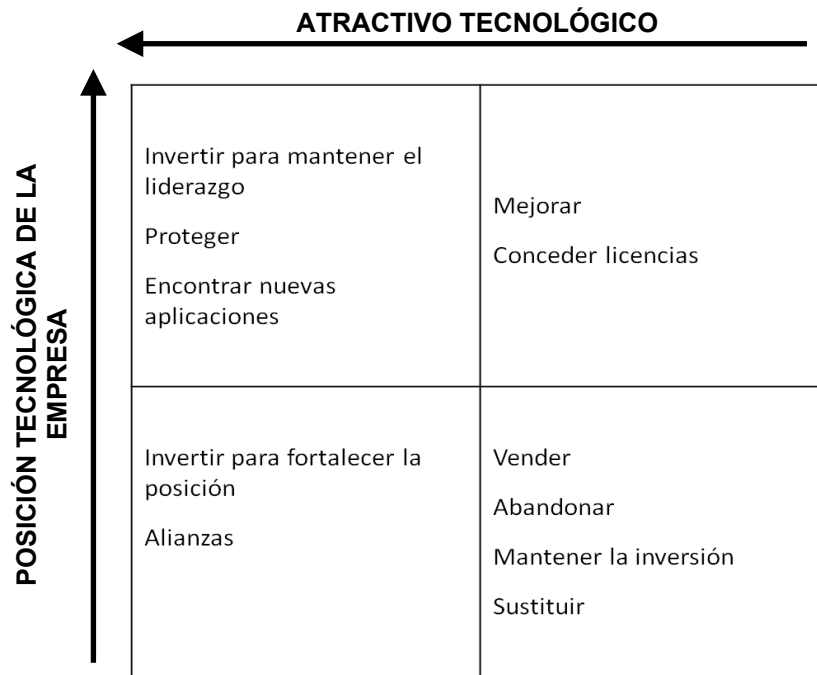 ATRACTIVO TECNOLÓGICO
POSICIÓN TECNOLÓGICA DE LA
EMPRESA
Invertir para mantener el
liderazgo
Proteger
Encontrar nuevas
aplicaciones
Mejorar
Conceder licencias
Invertir para fortalecer la
posición
Alianzas
Vender
Abandonar
Mantener la inversión
Sustituir